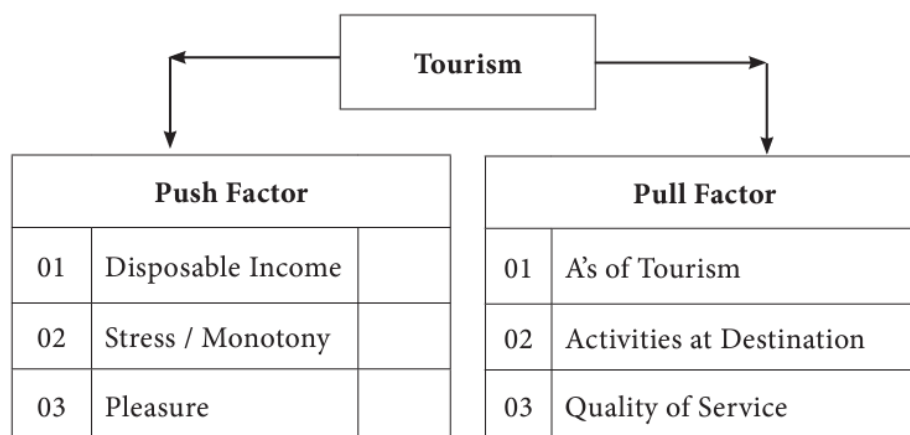 Tourism
Push Factor
01 Disposable Income
02 Stress / Monotony
03 Pleasure
Pull Factor
01 A's of Tourism
02 Activities at Destination
03 Quality of Service